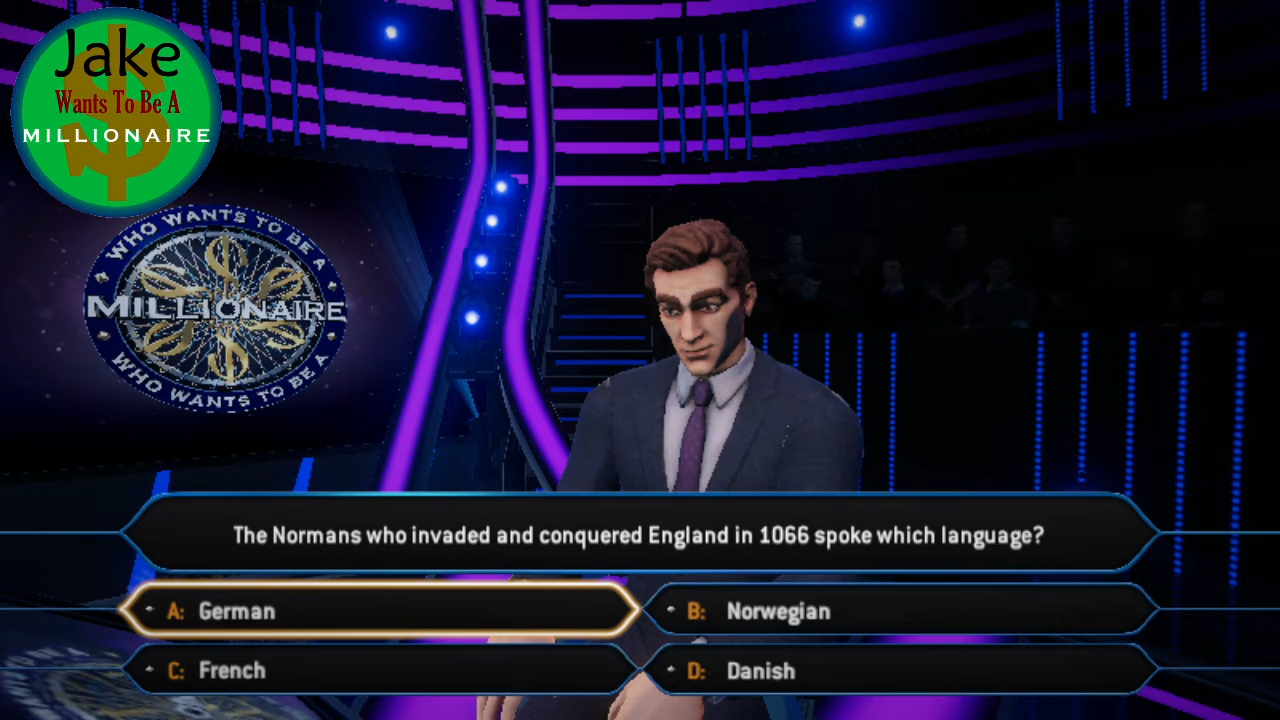 Jake
Wants To Be A
MILLIONAIRE
WHO WANTS TO BE A
MILLIONAIRE
WHO WANTS TO BE A
The Normans who invaded and conquered England in 1066 spoke which language?
A: German
B: Norwegian
C: French
D: Danish